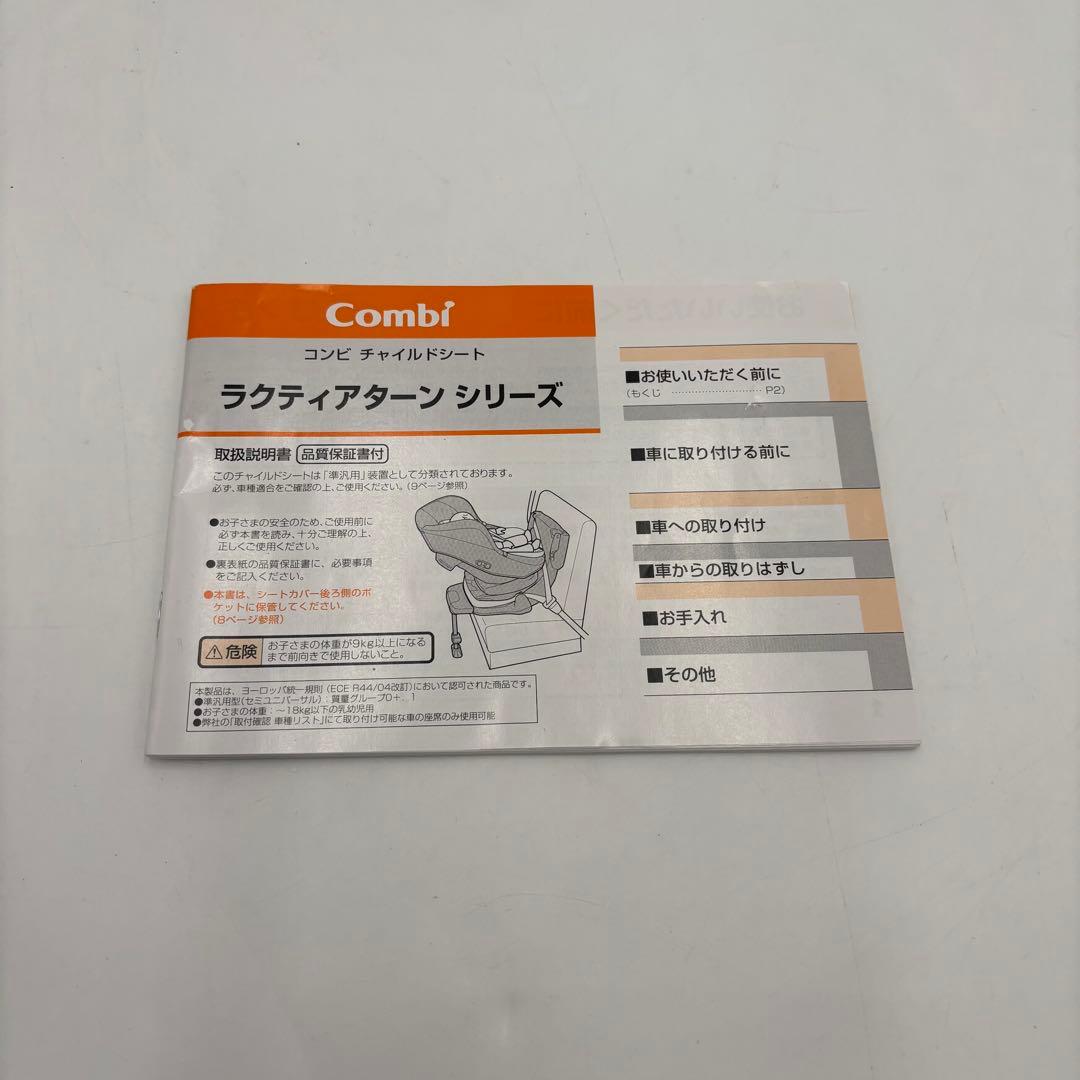 Combi
コンビ チャイルドシート
ラクティアターン シリーズ
取扱説明書 品質保証書付
このチャイルドシートは「準汎用」装置として分類されております。
必ず、車種適合をご確認の上、ご使用ください。(9ページ参照)
●お子さまの安全のため、ご使用前に
必ず本書を読み、十分ご理解の上、
正しくご使用ください。
●裏表紙の品質保証書に、必要事項
をご記入ください。
●本書は、シートカバー後ろ側のポ
ケットに保管してください。
(8ページ参照)
危険
お子さまの体重が9kg以上になる
まで前向きで使用しないこと。
本製品は、ヨーロッパ統一規則 (ECE R44/04改訂)において認可された商品です。
●準汎用型(セミユニバーサル):質量グループ0+、1
●お子さまの体重:~18kg以下の乳幼児用
●弊社の「取付確認 車種リスト」にて取り付け可能な車の座席のみ使用可能
■お使いいただく前に
(もくじ ………………………… P2)
■車に取り付ける前に
■車への取り付け
■車からの取りはずし
■お手入れ
■その他